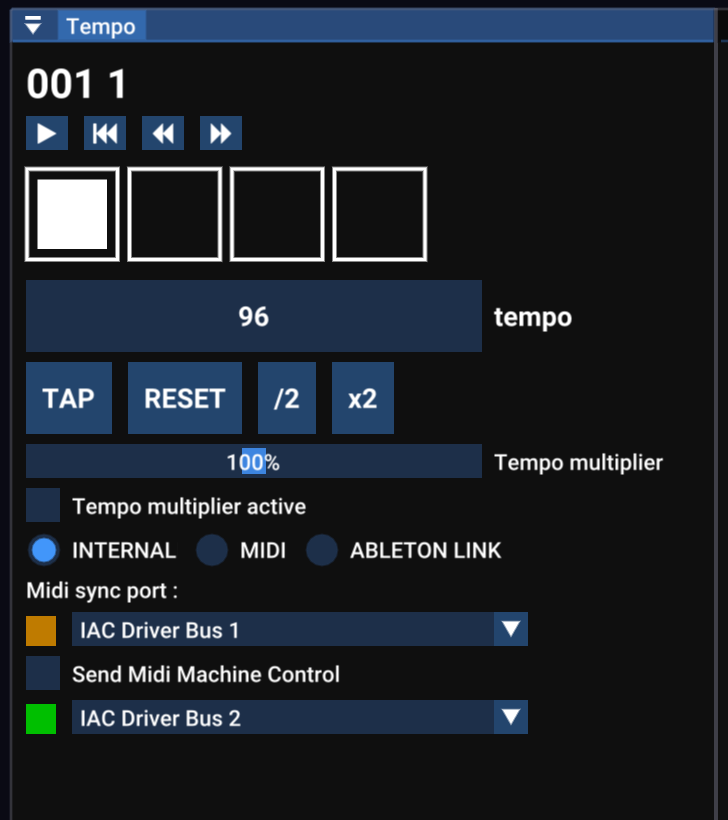 Tempo
001 1
96 tempo
TAP RESET /2 x2
100% Tempo multiplier
Tempo multiplier active
INTERNAL MIDI ABLETON LINK
Midi sync port :
IAC Driver Bus 1
Send Midi Machine Control
IAC Driver Bus 2